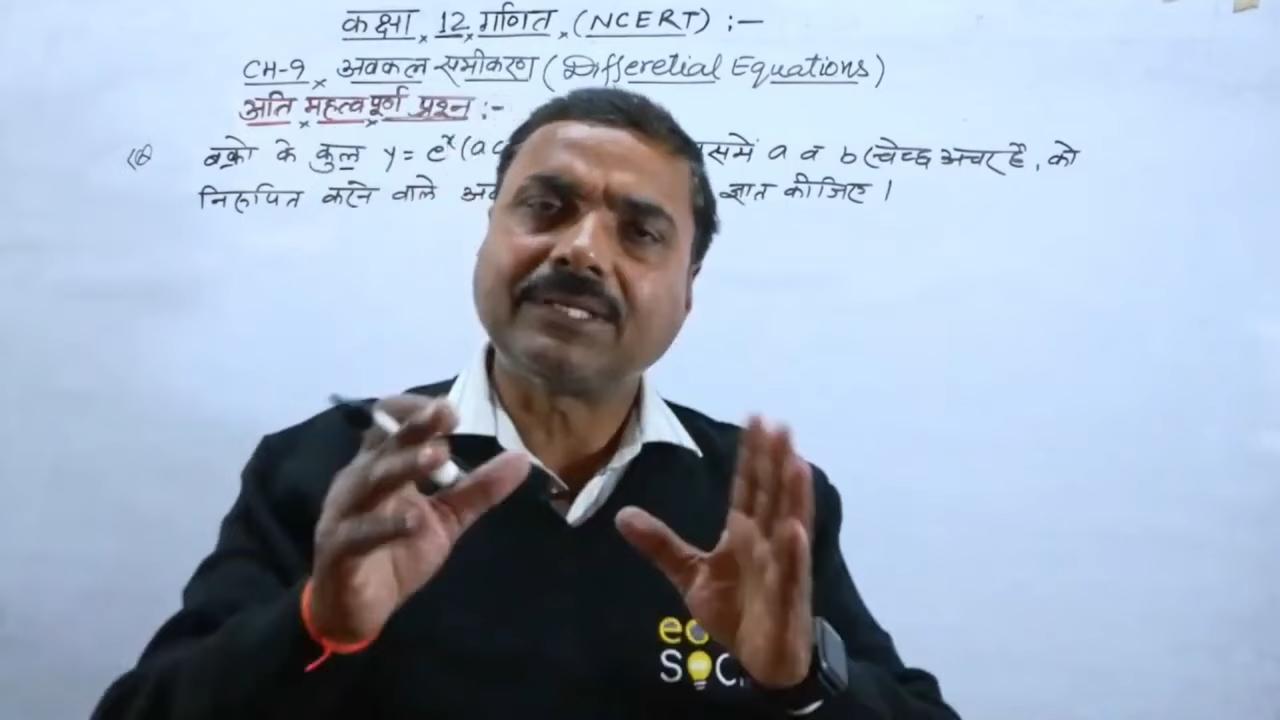 कक्षा 12 गणित (NCERT) :-
CH-9 अवकल समीकरण (Differetial Equations)
अति महत्वपूर्ण प्रश्न :-
वक्रो के कुल y = e^x(a समें a व b स्वेच्छ अचर हैं, को
निरुपित करने वाले अव ज्ञात कीजिए ।